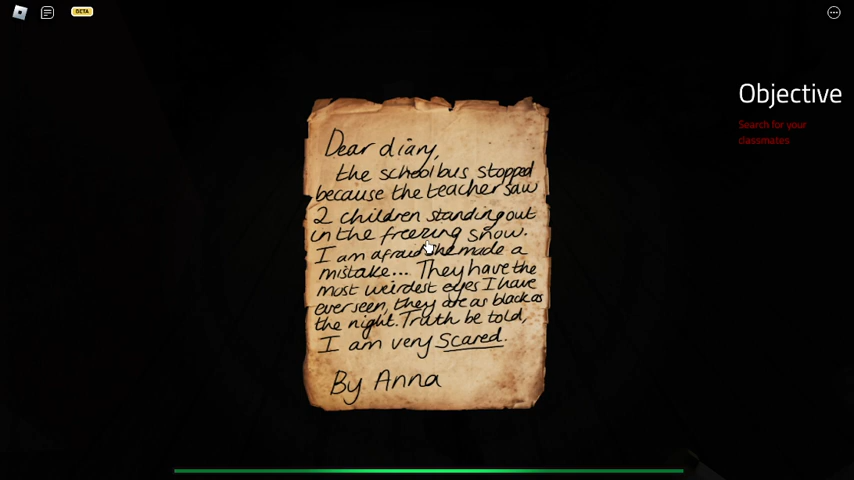 BETA
Objective
Search for your
classmates
Dear diary,
the school bus stopped
because the teacher saw
2 children standing out
in the freezing snow.
I am afraid he made a
mistake... They have the
most weirdest eyes I have
ever seen, they are as black as
the night. Truth be told,
I am very Scared.
By Anna